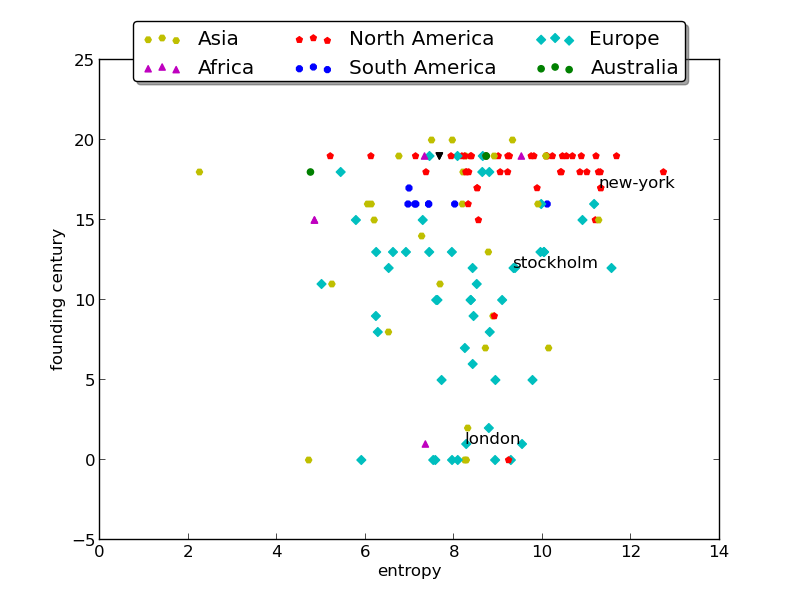 Asia North America Europe
Africa South America Australia
25
20
15
10
5
0
−5
founding century
new-york
stockholm
london
0 2 4 6 8 10 12 14
entropy